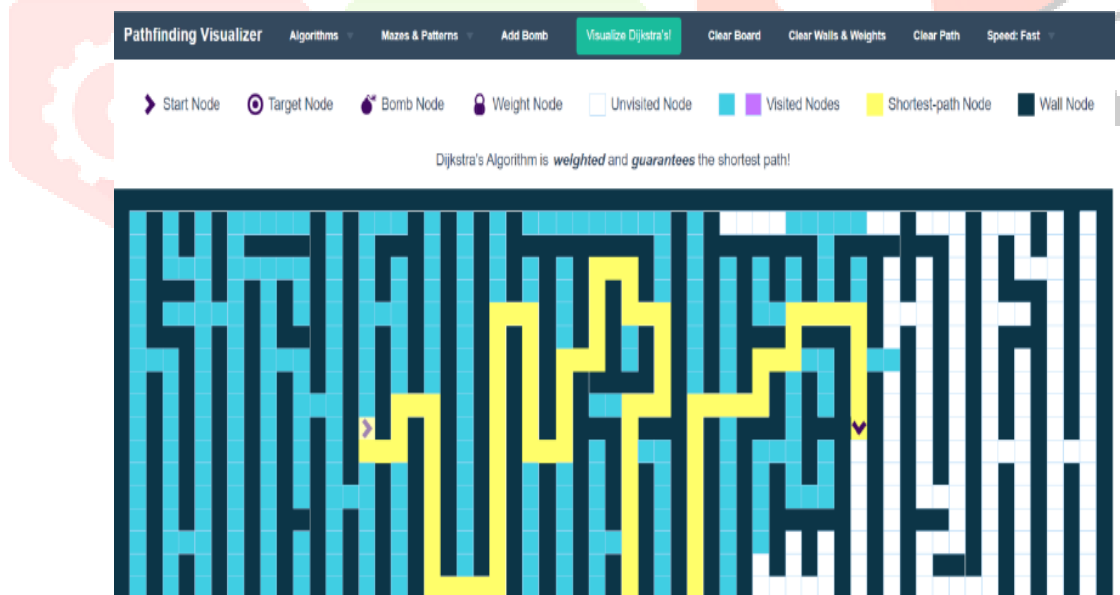 Pathfinding Visualizer Algorithms Mazes & Patterns Add Bomb Visualize Dijkstra's! Clear Board Clear Walls & Weights Clear Path Speed: Fast
Start Node Target Node Bomb Node Weight Node Unvisited Node Visited Nodes Shortest-path Node Wall Node
Dijkstra's Algorithm is weighted and guarantees the shortest path!